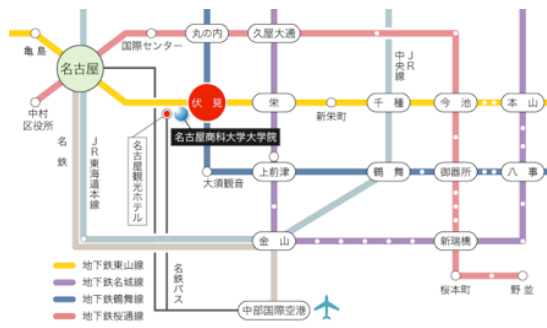 亀島
国際センター
丸の内
久屋大通
JR中央線
名古屋
伏見
栄
新栄町
千種
今池
本山
中村
区役所
名古屋商科大学大学院
名古屋観光ホテル
名鉄
JR東海道本線
大須観音
上前津
鶴舞
御器所
八事
金山
新瑞橋
地下鉄東山線
地下鉄名城線
地下鉄鶴舞線
地下鉄桜通線
名鉄バス
中部国際空港
桜本町
野並